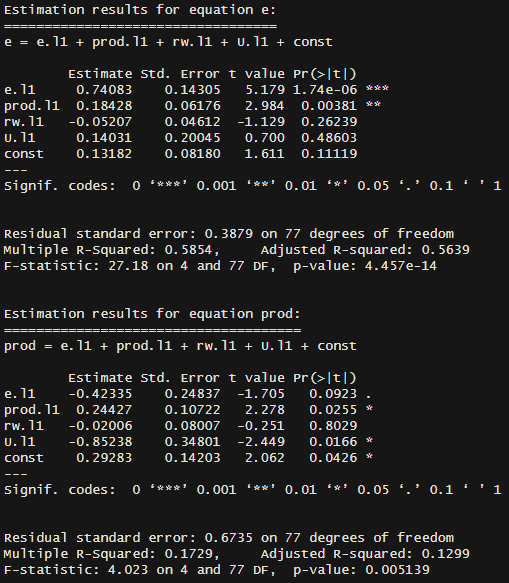 Estimation results for equation e:
==================================
e = e.l1 + prod.l1 + rw.l1 + U.l1 + const

        Estimate Std. Error t value Pr(>|t|)
e.l1     0.74083    0.14305   5.179 1.74e-06 ***
prod.l1  0.18428    0.06176   2.984  0.00381 **
rw.l1   -0.05207    0.04612  -1.129  0.26239
U.l1     0.14031    0.20045   0.700  0.48603
const    0.13182    0.08180   1.611  0.11119
---
Signif. codes:  0 ‘***’ 0.001 ‘**’ 0.01 ‘*’ 0.05 ‘.’ 0.1 ‘ ’ 1

Residual standard error: 0.3879 on 77 degrees of freedom
Multiple R-Squared: 0.5854,     Adjusted R-squared: 0.5639
F-statistic: 27.18 on 4 and 77 DF,  p-value: 4.457e-14

Estimation results for equation prod:
=====================================
prod = e.l1 + prod.l1 + rw.l1 + U.l1 + const

        Estimate Std. Error t value Pr(>|t|)
e.l1    -0.42335    0.24837  -1.705   0.0923 .
prod.l1  0.24427    0.10722   2.278   0.0255 *
rw.l1   -0.02006    0.08007  -0.251   0.8029
U.l1    -0.85238    0.34801  -2.449   0.0166 *
const    0.29283    0.14203   2.062   0.0426 *
---
Signif. codes:  0 ‘***’ 0.001 ‘**’ 0.01 ‘*’ 0.05 ‘.’ 0.1 ‘ ’ 1

Residual standard error: 0.6735 on 77 degrees of freedom
Multiple R-Squared: 0.1729,     Adjusted R-squared: 0.1299
F-statistic: 4.023 on 4 and 77 DF,  p-value: 0.005139